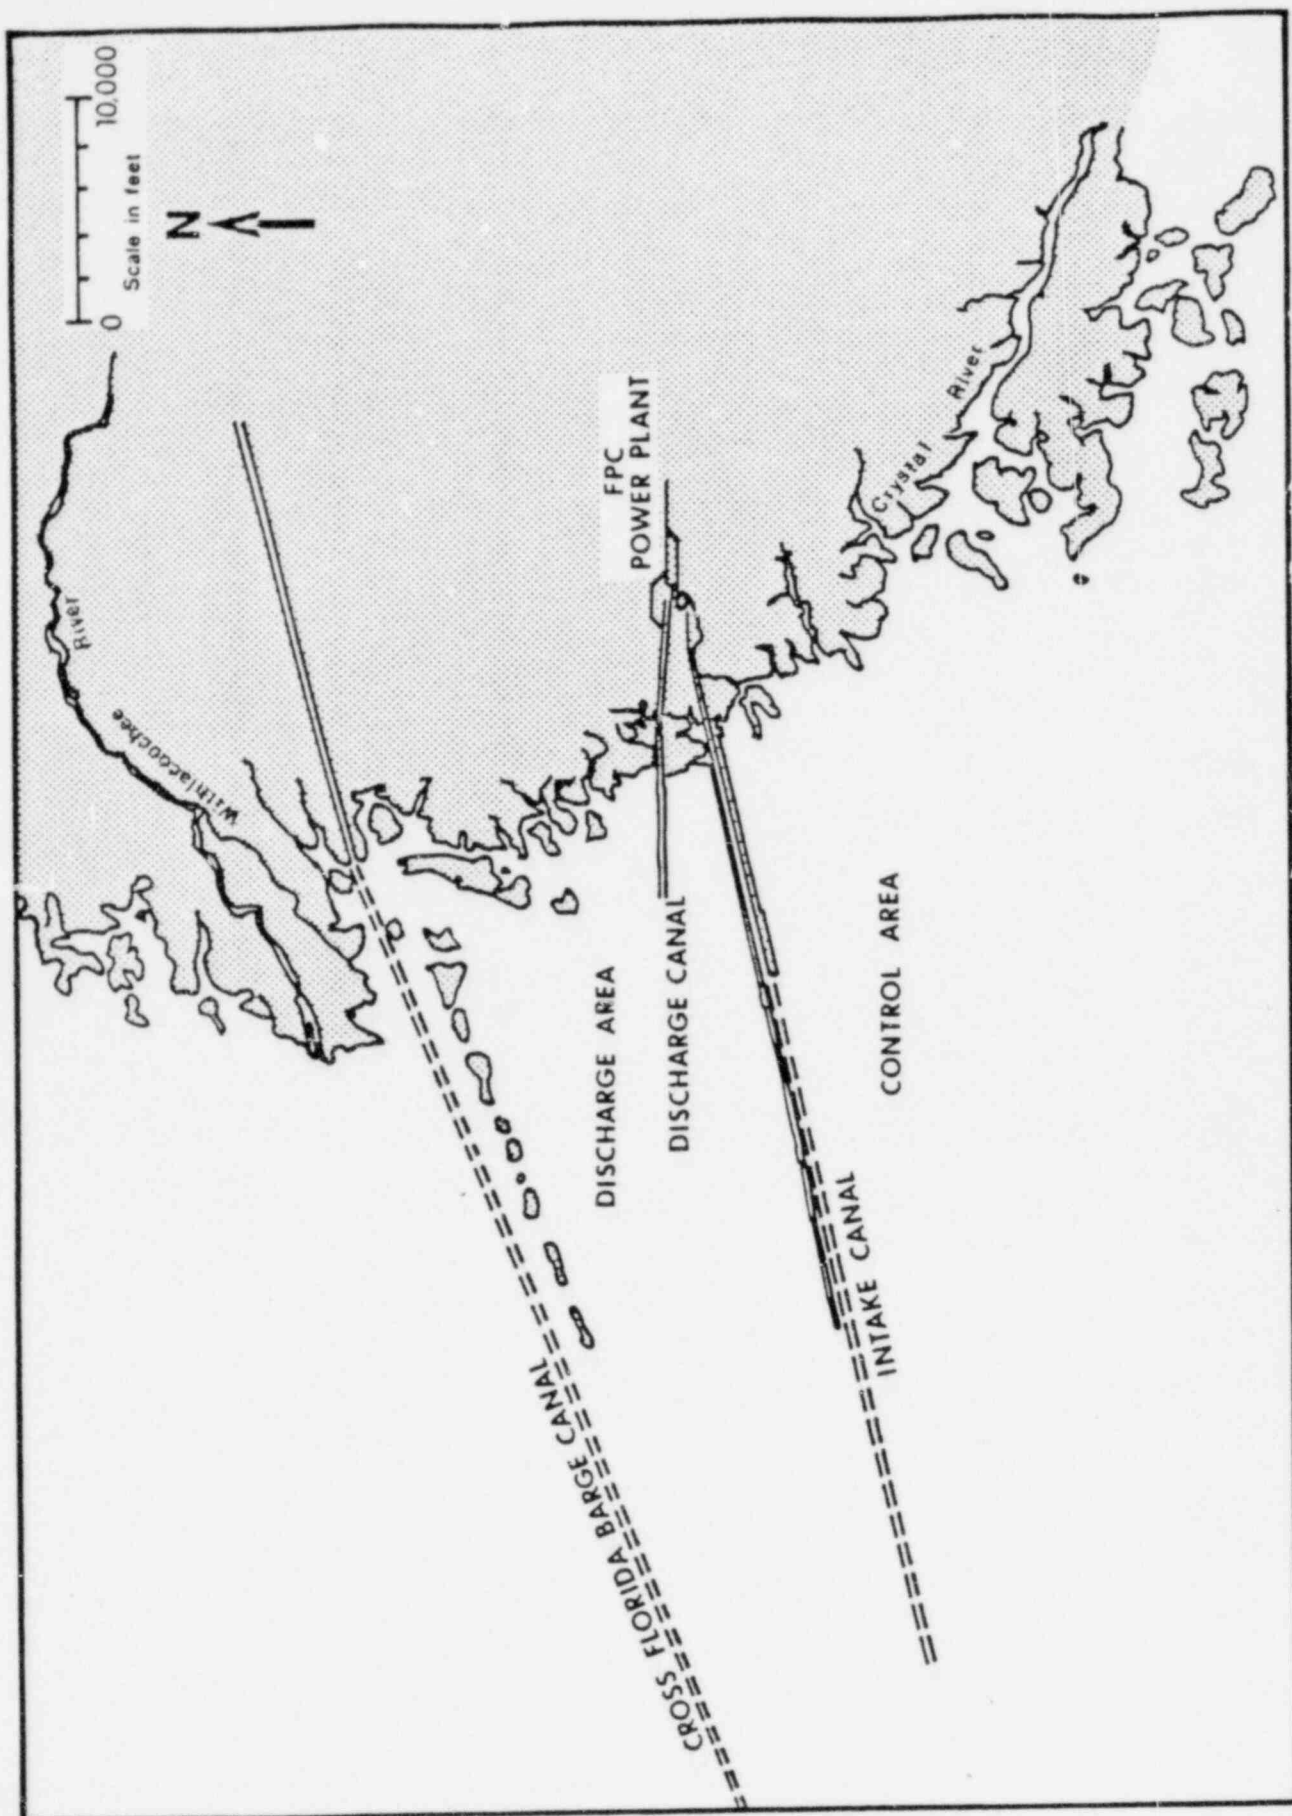 10,000
0
Scale in feet
N
River
Withlacoochee
FPC
POWER PLANT
Crystal
River
DISCHARGE AREA
DISCHARGE CANAL
CONTROL AREA
INTAKE CANAL
CROSS FLORIDA BARGE CANAL